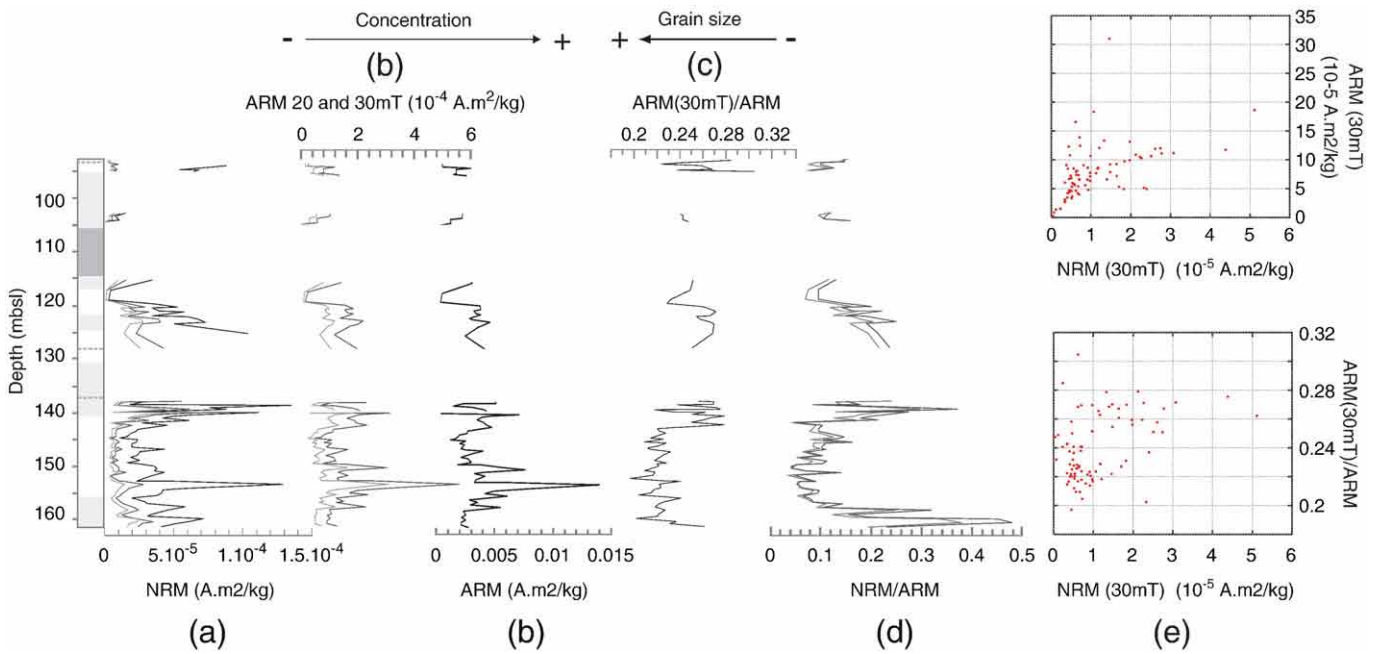 Concentration
Grain size
- +
+ -
(b)
(c)
ARM 20 and 30mT (10-4 A.m2/kg)
ARM(30mT)/ARM
0 2 4 6
0.2 0.24 0.28 0.32
Depth (mbsl)
100
110
120
130
140
150
160
0 5.10-5 1.10-4 1.5.10-4
NRM (A.m2/kg)
(a)
0 0.005 0.01 0.015
ARM (A.m2/kg)
(b)
0 0.1 0.2 0.3 0.4 0.5
NRM/ARM
(d)
35
30
25
20
15
10
5
0
ARM (30mT)
(10-5 A.m2/kg)
0 1 2 3 4 5 6
NRM (30mT) (10-5 A.m2/kg)
0.32
0.28
0.24
0.2
ARM(30mT)/ARM
0 1 2 3 4 5 6
NRM (30mT) (10-5 A.m2/kg)
(e)